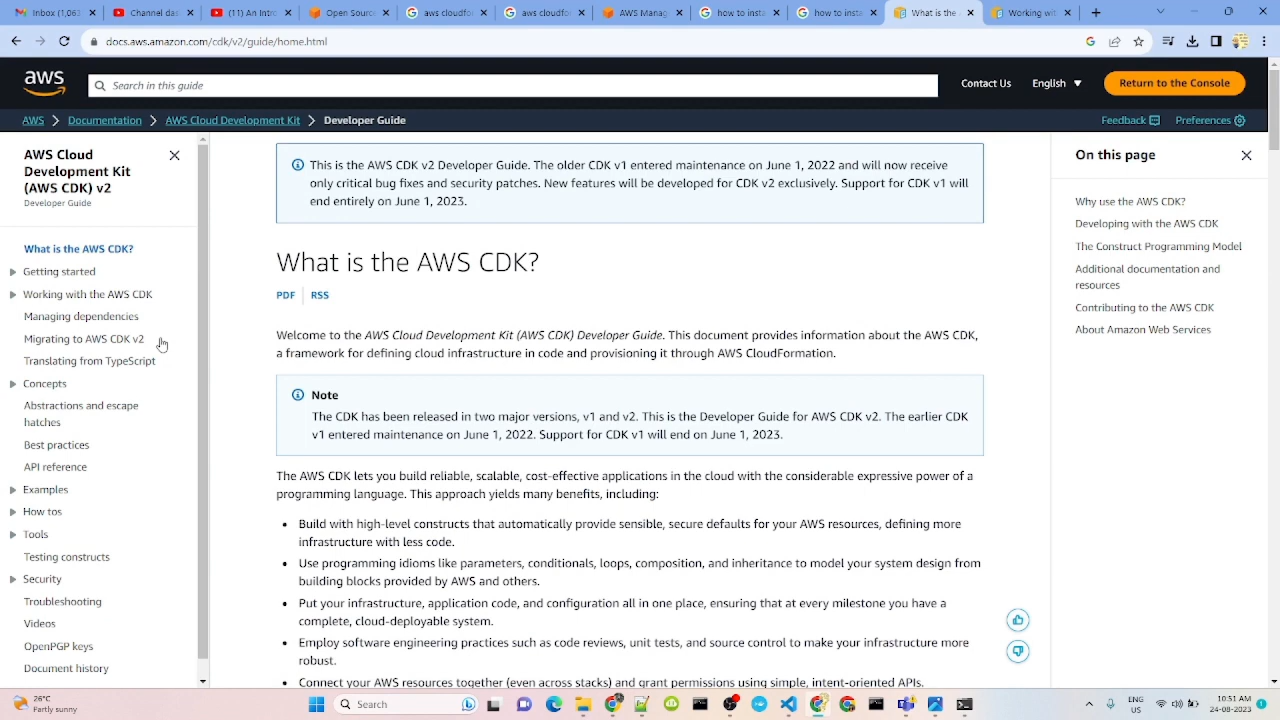 Inbox (1,063
Channel das
(11) An Intro
Open Source
aws cloudfo
aws cloudfo
AWS Manag
how to insta
how to insta
What is the
Working wit
docs.aws.amazon.com/cdk/v2/guide/home.html
aws
Search in this guide
Contact Us
English
Return to the Console
AWS
Documentation
AWS Cloud Development Kit
Developer Guide
Feedback
Preferences
AWS Cloud
Development Kit
(AWS CDK) v2
Developer Guide
What is the AWS CDK?
Getting started
Working with the AWS CDK
Managing dependencies
Migrating to AWS CDK v2
Translating from TypeScript
Concepts
Abstractions and escape
hatches
Best practices
API reference
Examples
How tos
Tools
Testing constructs
Security
Troubleshooting
Videos
OpenPGP keys
Document history
This is the AWS CDK v2 Developer Guide. The older CDK v1 entered maintenance on June 1, 2022 and will now receive
only critical bug fixes and security patches. New features will be developed for CDK v2 exclusively. Support for CDK v1 will
end entirely on June 1, 2023.
What is the AWS CDK?
PDF
RSS
Welcome to the AWS Cloud Development Kit (AWS CDK) Developer Guide. This document provides information about the AWS CDK,
a framework for defining cloud infrastructure in code and provisioning it through AWS CloudFormation.
Note
The CDK has been released in two major versions, v1 and v2. This is the Developer Guide for AWS CDK v2. The earlier CDK
v1 entered maintenance on June 1, 2022. Support for CDK v1 will end on June 1, 2023.
The AWS CDK lets you build reliable, scalable, cost-effective applications in the cloud with the considerable expressive power of a
programming language. This approach yields many benefits, including:
Build with high-level constructs that automatically provide sensible, secure defaults for your AWS resources, defining more
infrastructure with less code.
Use programming idioms like parameters, conditionals, loops, composition, and inheritance to model your system design from
building blocks provided by AWS and others.
Put your infrastructure, application code, and configuration all in one place, ensuring that at every milestone you have a
complete, cloud-deployable system.
Employ software engineering practices such as code reviews, unit tests, and source control to make your infrastructure more
robust.
Connect your AWS resources together (even across stacks) and grant permissions using simple, intent-oriented APIs.
On this page
Why use the AWS CDK?
Developing with the AWS CDK
The Construct Programming Model
Additional documentation and
resources
Contributing to the AWS CDK
About Amazon Web Services
26°C
Partly sunny
Search
ENG
US
10:51 AM
24-08-2023